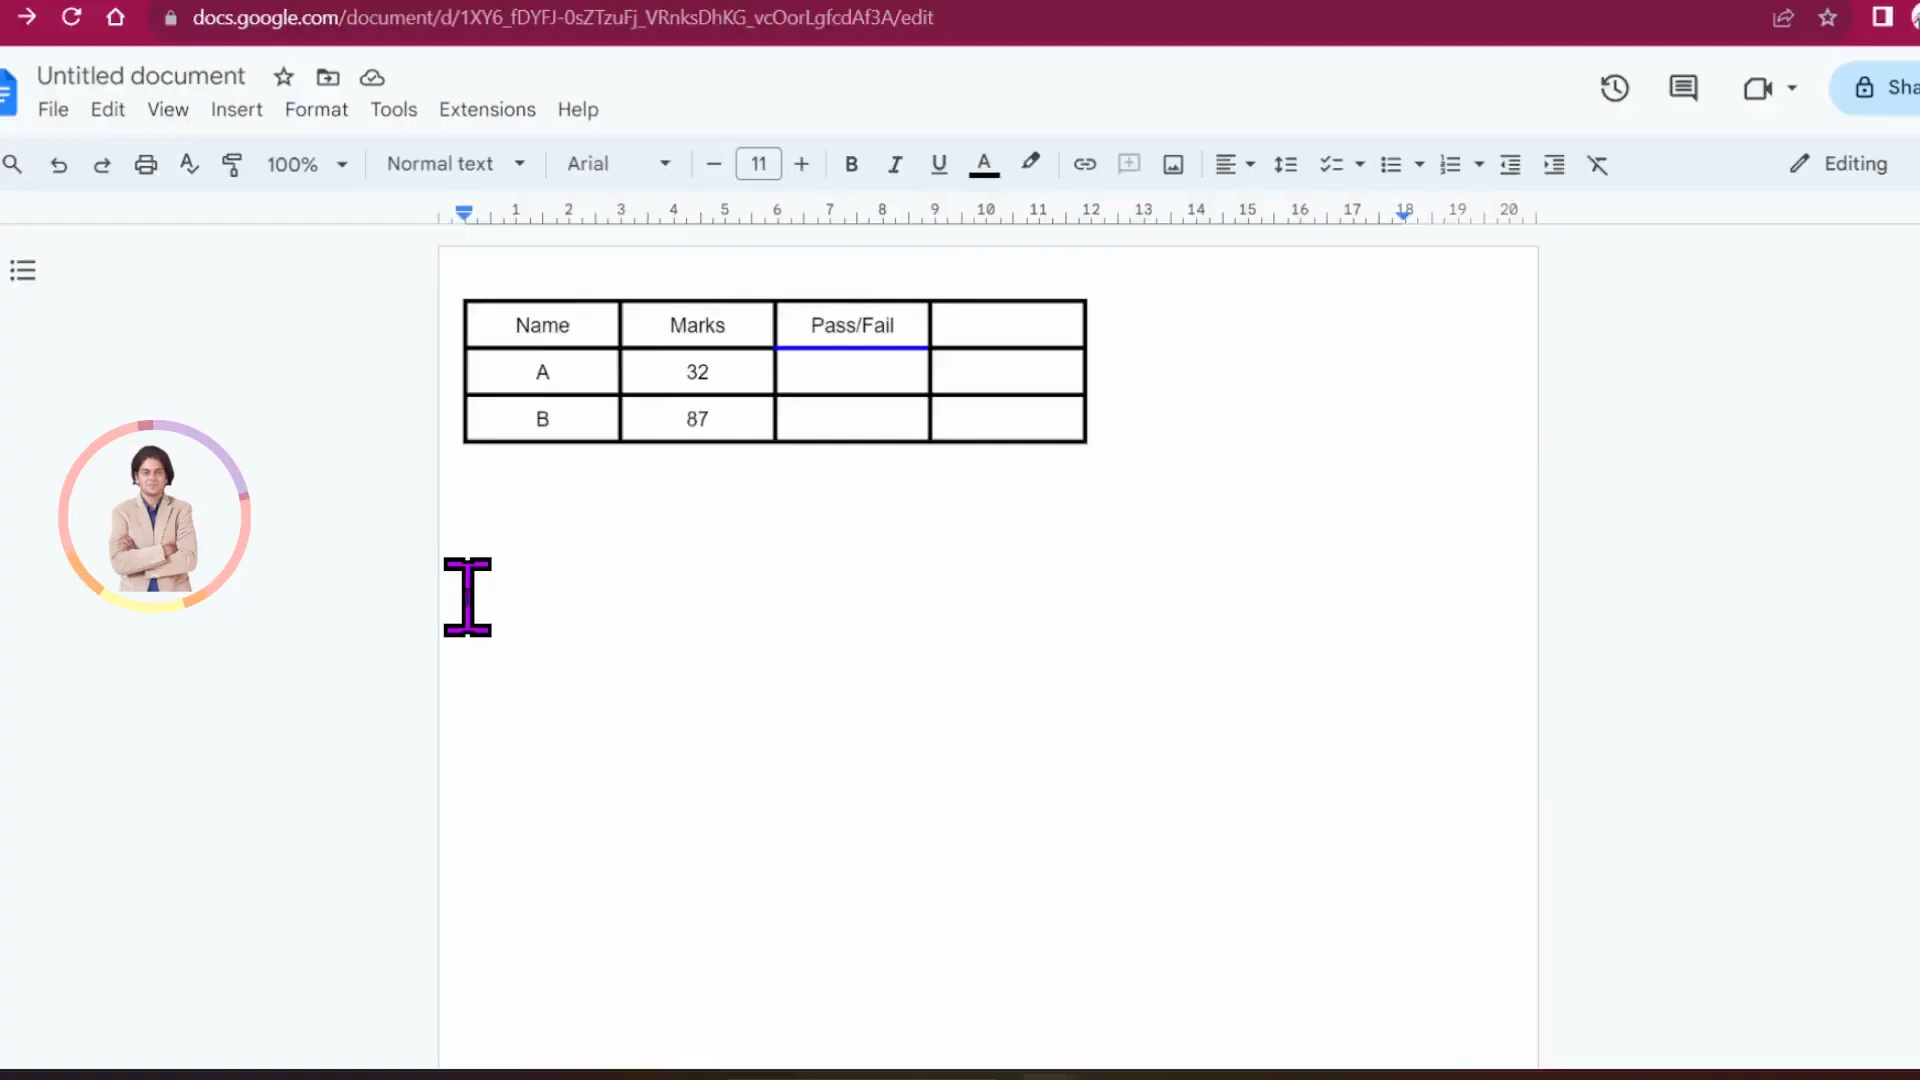 docs.google.com/document/d/1XY6_fDYFJ-0sZTzuFj_VRnksDhKG_vcOorLgfcdAf3A/edit
Untitled document
File Edit View Insert Format Tools Extensions Help
Sha
100% Normal text Arial 11 B I U A Editing
1 2 3 4 5 6 7 8 9 10 11 12 13 14 15 16 17 18 19 20
Name Marks Pass/Fail
A 32
B 87